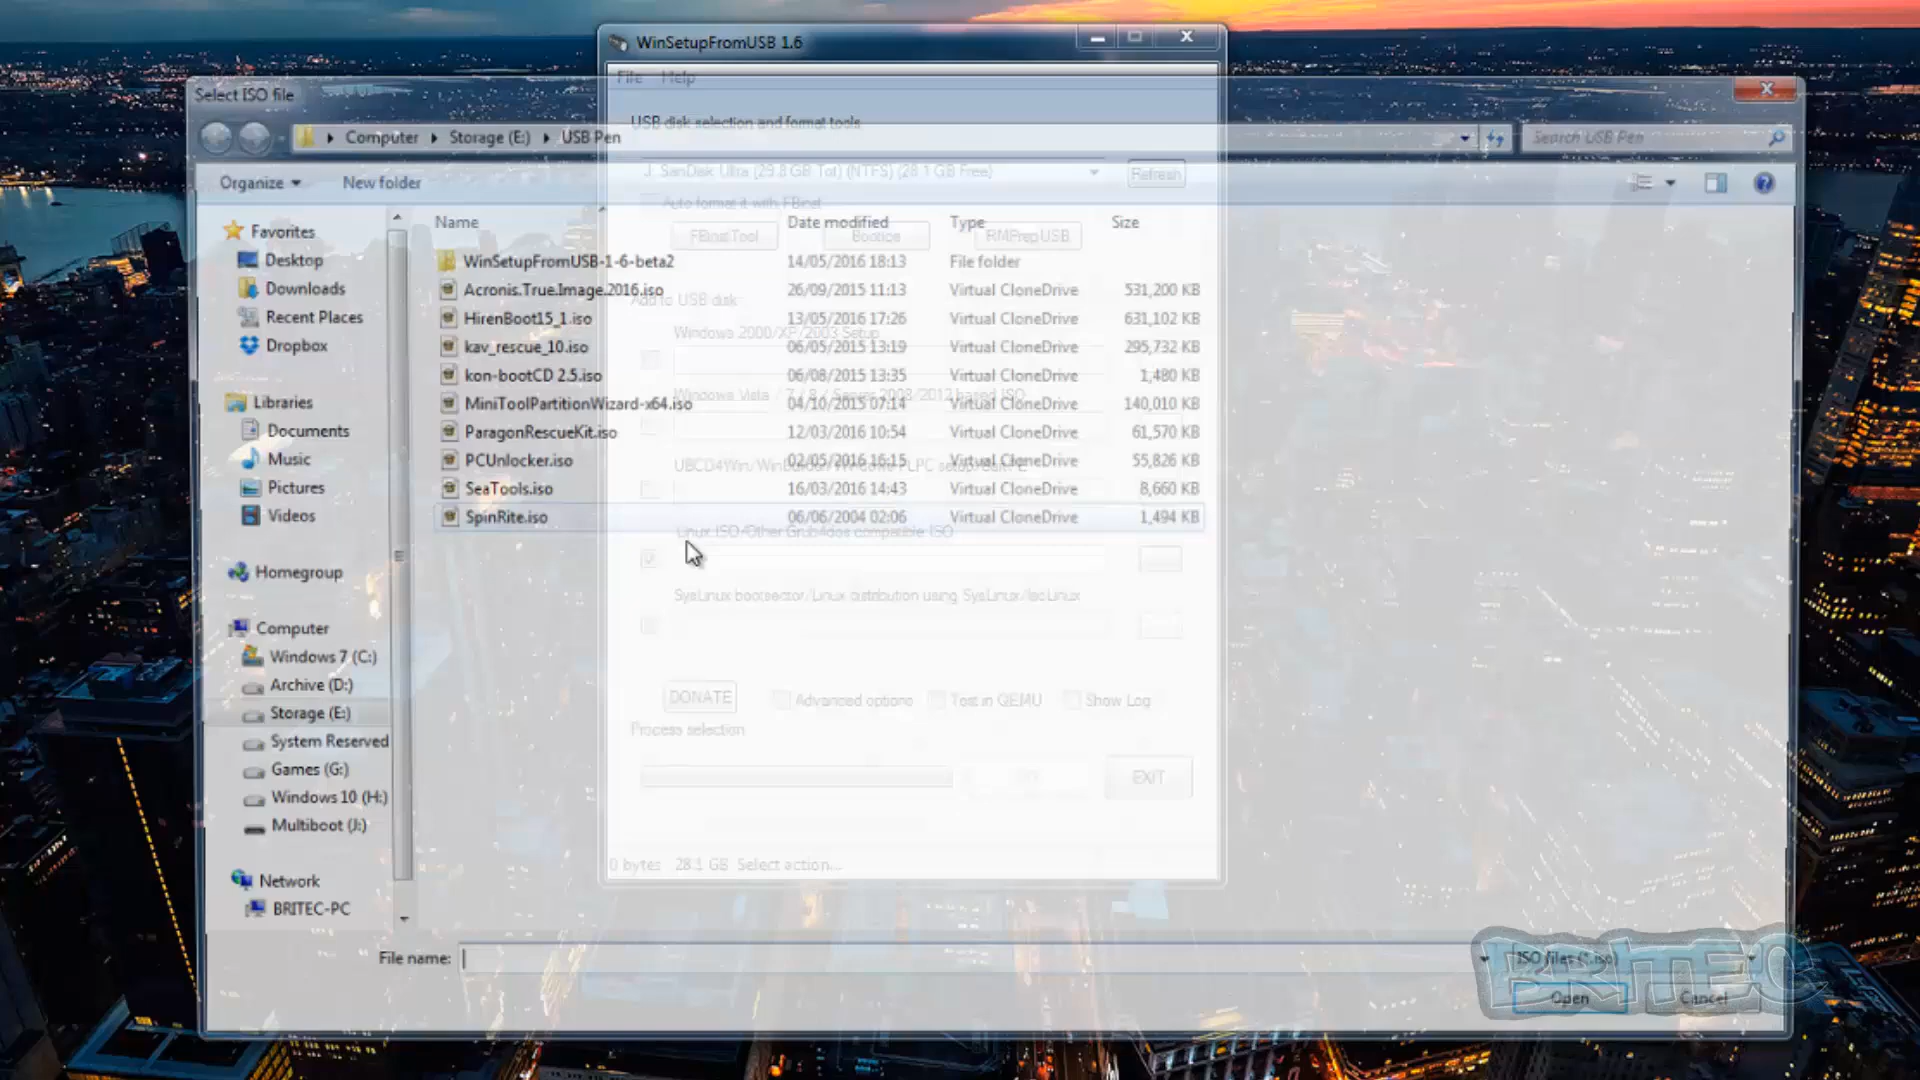 WinSetupFromUSB 1.6
File Help
Select ISO file
USB disk selection and format tools
Computer Storage (E:) USB Pen
Search USB Pen
J: SanDisk Ultra (29.8 GB Tot) (NTFS) (28.1 GB Free)
Refresh
Organize New folder
Auto format it with FBinst
Name Date modified Type Size
FBinstTool Bootice RMPrepUSB
Favorites
Desktop
Downloads
Recent Places
Dropbox
Libraries
Documents
Music
Pictures
Videos
Homegroup
Computer
Windows 7 (C:)
Archive (D:)
Storage (E:)
System Reserved
Games (G:)
Windows 10 (H:)
Multiboot (J:)
Network
BRITEC-PC
WinSetupFromUSB-1-6-beta2 14/05/2016 18:13 File folder
Acronis.True.Image.2016.iso 26/09/2015 11:13 Virtual CloneDrive 531,200 KB
HirenBoot15_1.iso 13/05/2016 17:26 Virtual CloneDrive 631,102 KB
kav_rescue_10.iso 06/05/2015 13:19 Virtual CloneDrive 295,732 KB
kon-bootCD 2.5.iso 06/08/2015 13:35 Virtual CloneDrive 1,480 KB
MiniToolPartitionWizard-x64.iso 04/10/2015 07:14 Virtual CloneDrive 140,010 KB
ParagonRescueKit.iso 12/03/2016 10:54 Virtual CloneDrive 61,570 KB
PCUnlocker.iso 02/05/2016 16:15 Virtual CloneDrive 55,826 KB
SeaTools.iso 16/03/2016 14:43 Virtual CloneDrive 8,660 KB
SpinRite.iso 06/06/2004 02:06 Virtual CloneDrive 1,494 KB
Add to USB disk
Windows 2000/XP/2003 Setup
Windows Vista / 7 / 8 / Server 2008/2012 based ISO
Linux ISO/Other Grub4dos compatible ISO
SysLinux bootsector/Linux distribution using SysLinux/IsoLinux
DONATE Advanced options Test in QEMU Show Log
Process selection
EXIT
0 bytes 28.1 GB Select action...
File name: ISO files (*.iso)
Open Cancel
BRITEC